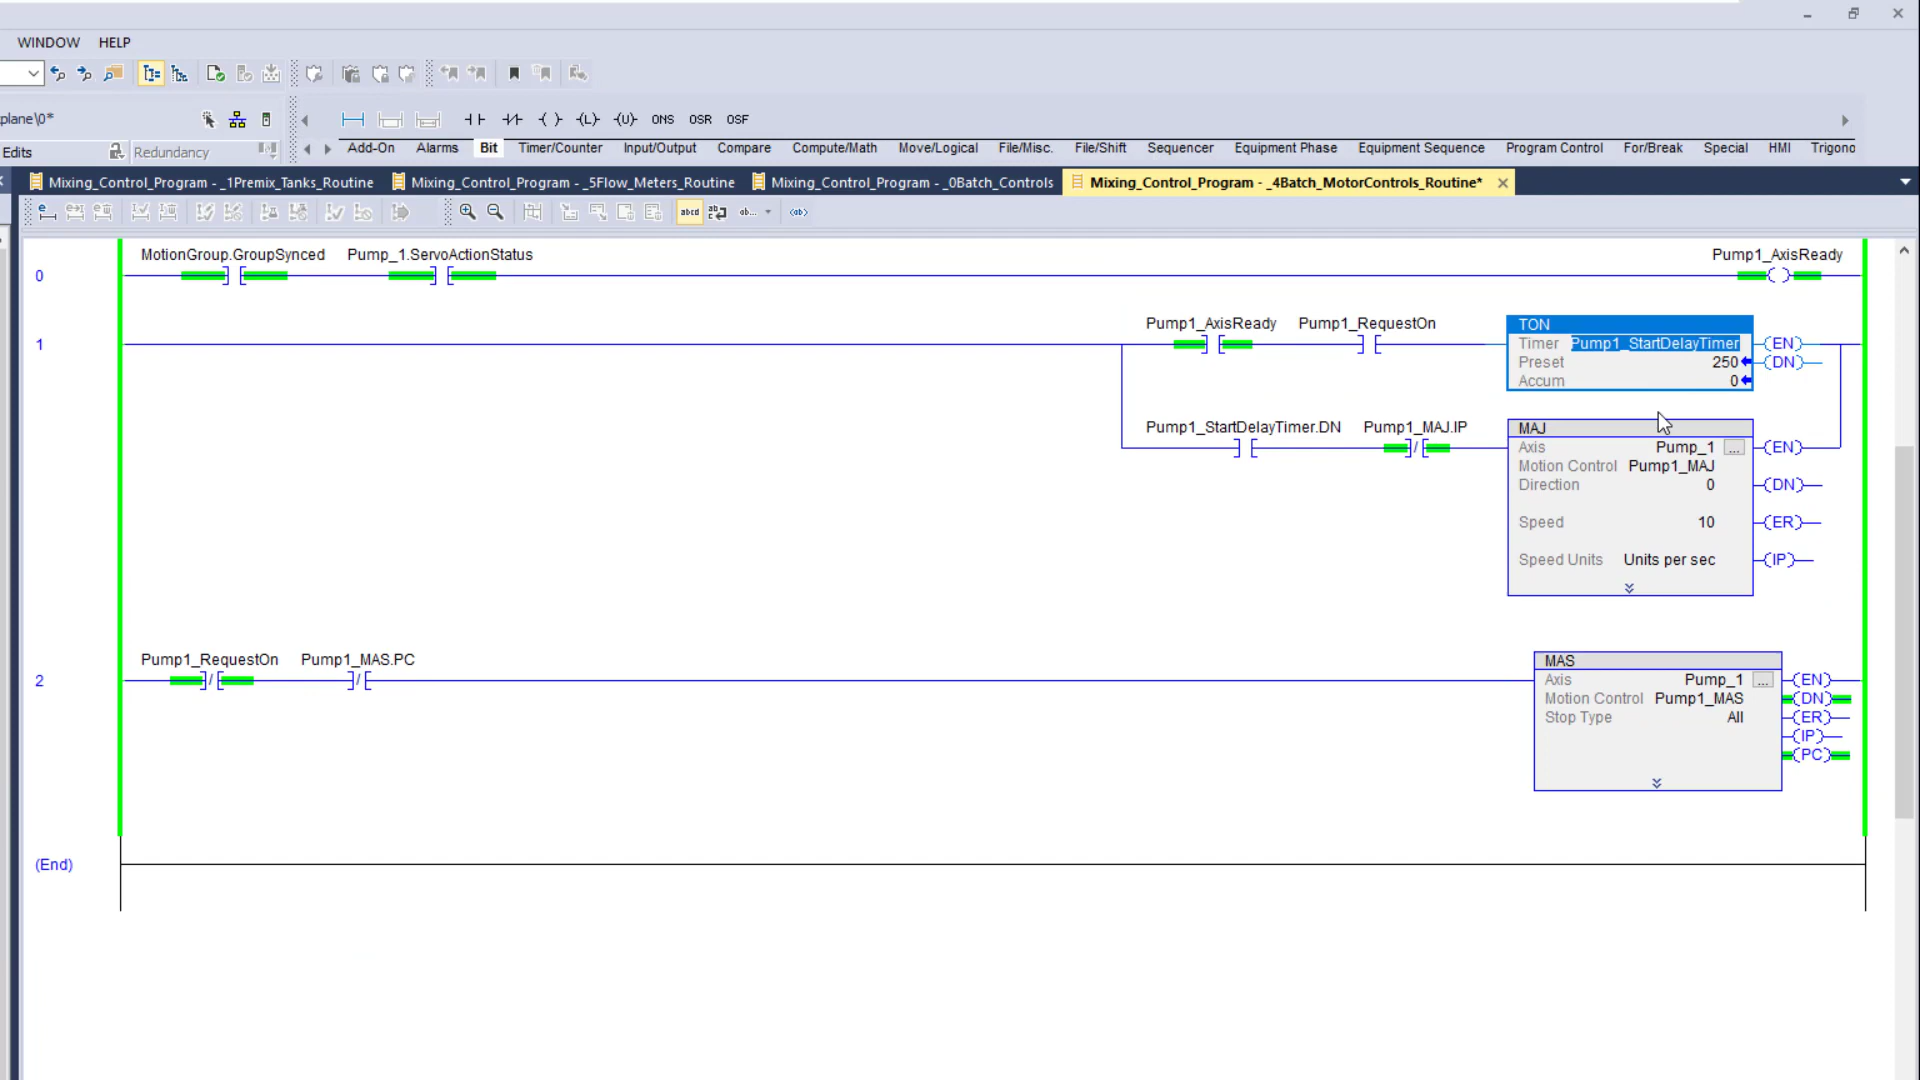 WINDOW HELP
plane\0*
ONS OSR OSF
Edits Redundancy
Add-On Alarms Bit Timer/Counter Input/Output Compare Compute/Math Move/Logical File/Misc. File/Shift Sequencer Equipment Phase Equipment Sequence Program Control For/Break Special HMI Trigono
Mixing_Control_Program - _1Premix_Tanks_Routine Mixing_Control_Program - _5Flow_Meters_Routine Mixing_Control_Program - _0Batch_Controls Mixing_Control_Program - _4Batch_MotorControls_Routine*
MotionGroup.GroupSynced Pump_1.ServoActionStatus Pump1_AxisReady
0
Pump1_AxisReady Pump1_RequestOn TON
1 Timer Pump1_StartDelayTimer EN
Preset 250 DN
Accum 0
Pump1_StartDelayTimer.DN Pump1_MAJ.IP MAJ
Axis Pump_1 ... EN
Motion Control Pump1_MAJ
Direction 0 DN
Speed 10 ER
Speed Units Units per sec IP
Pump1_RequestOn Pump1_MAS.PC MAS
2 Axis Pump_1 ... EN
Motion Control Pump1_MAS DN
Stop Type All ER
IP
PC
(End)